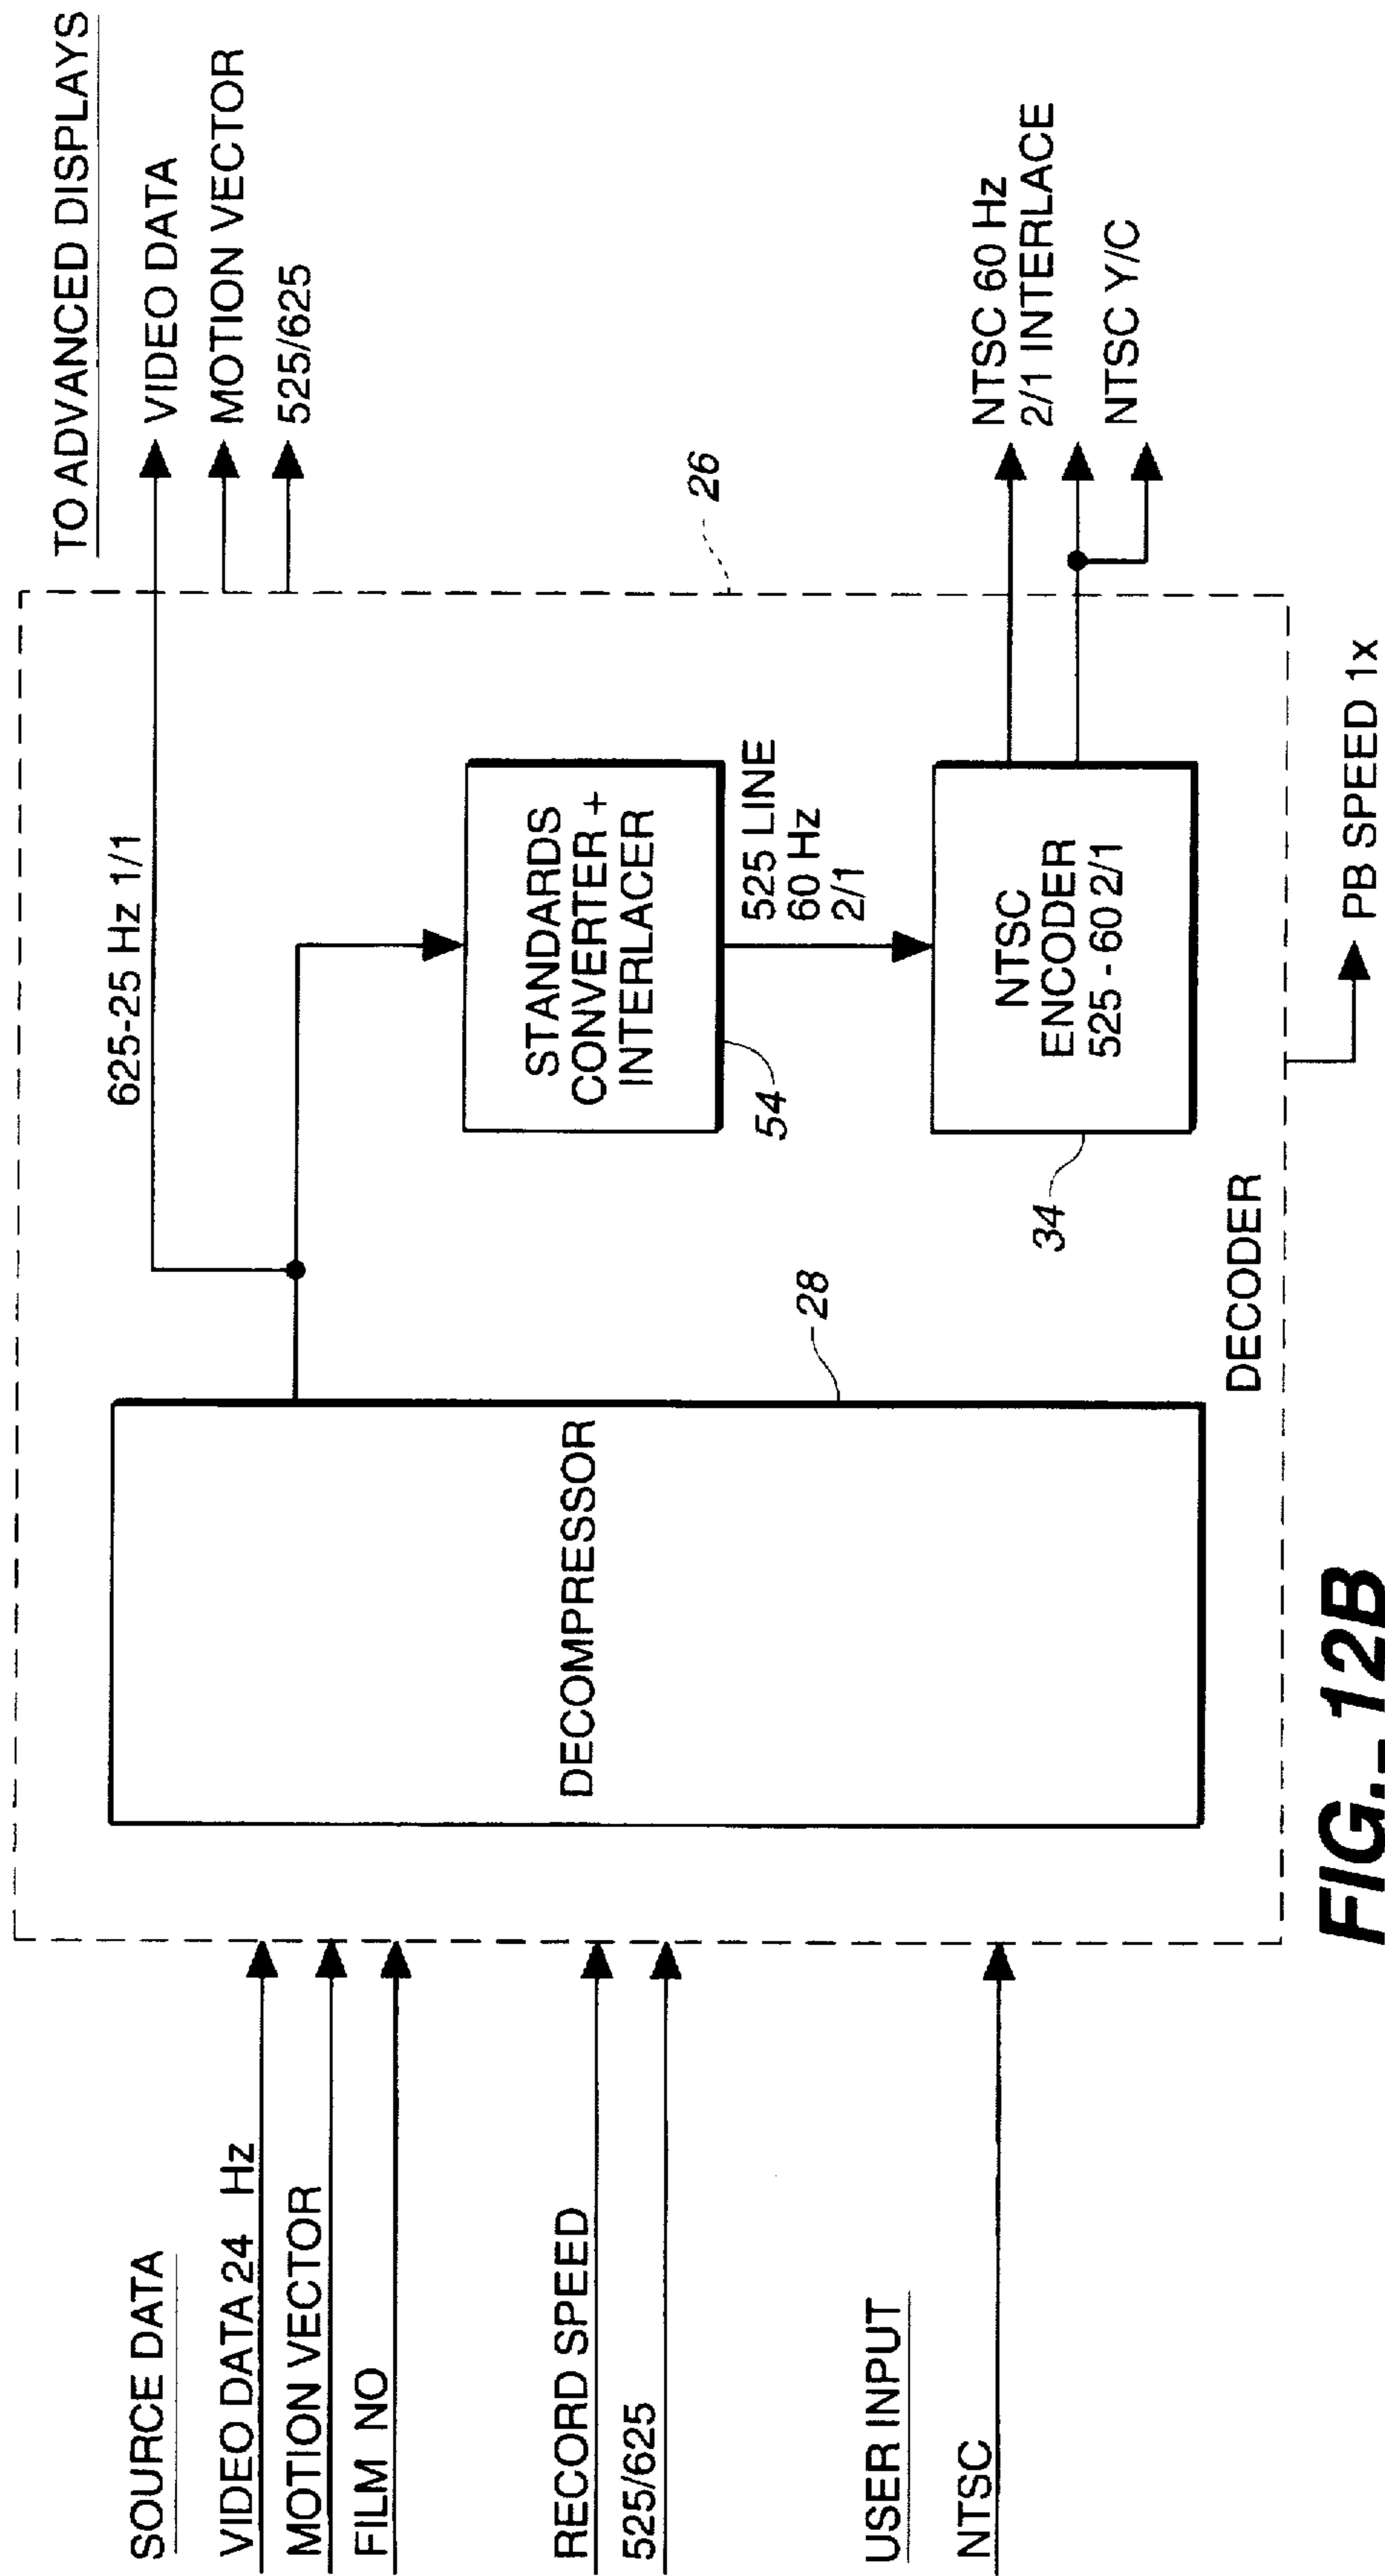 SOURCE DATA
VIDEO DATA 24 Hz
MOTION VECTOR
FILM NO
RECORD SPEED
525/625
USER INPUT
NTSC
DECOMPRESSOR
28
625-25 Hz 1/1
STANDARDS
CONVERTER +
INTERLACER
54
525 LINE
60 Hz
2/1
NTSC
ENCODER
525 - 60 2/1
34
DECODER
26
TO ADVANCED DISPLAYS
VIDEO DATA
MOTION VECTOR
525/625
NTSC 60 Hz
2/1 INTERLACE
NTSC Y/C
PB SPEED 1x
FIG.–12B